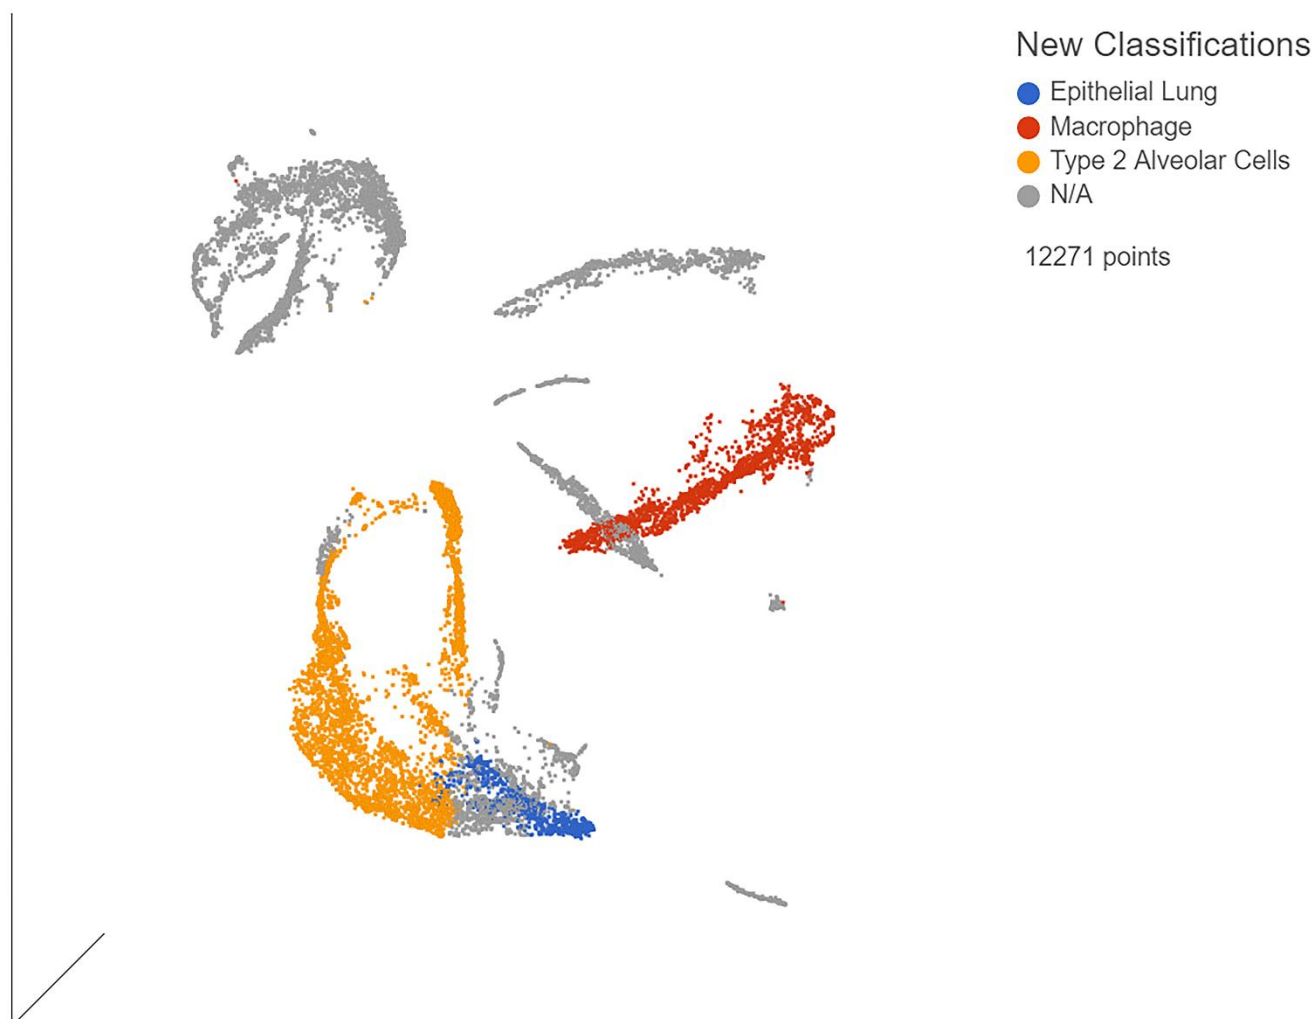 New Classifications
Epithelial Lung
Macrophage
Type 2 Alveolar Cells
N/A
12271 points